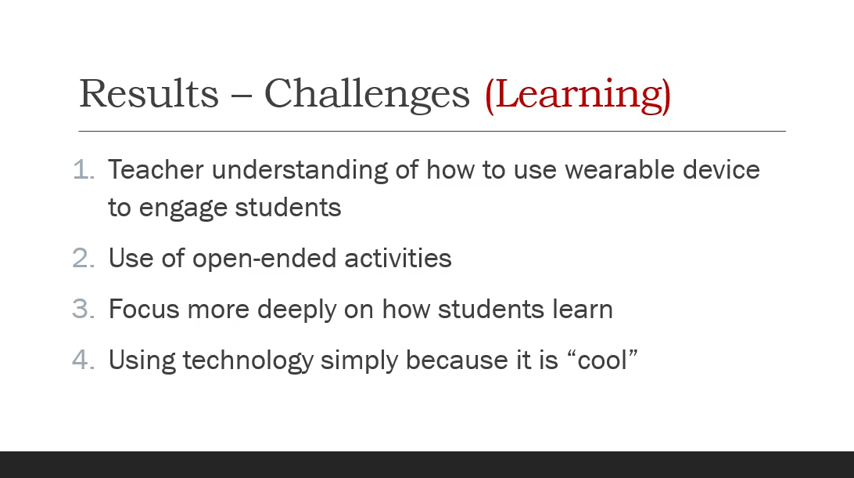 Results – Challenges (Learning)
1. Teacher understanding of how to use wearable device
to engage students
2. Use of open-ended activities
3. Focus more deeply on how students learn
4. Using technology simply because it is “cool”